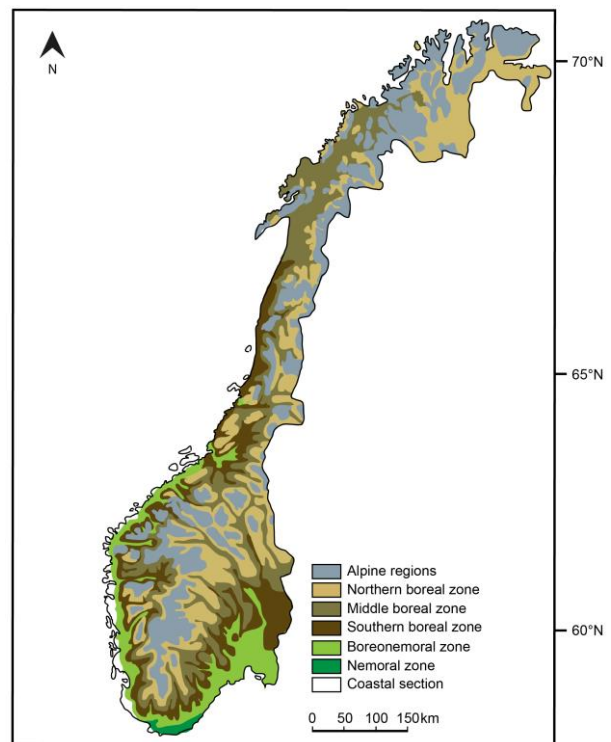 N
70°N
65°N
60°N
Alpine regions
Northern boreal zone
Middle boreal zone
Southern boreal zone
Boreonemoral zone
Nemoral zone
Coastal section
0 50 100 150km